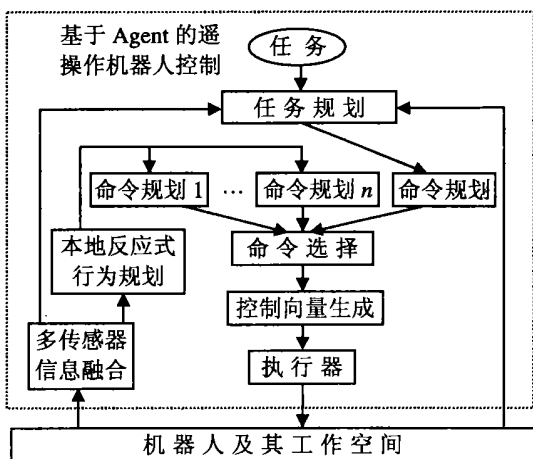 基于 Agent 的遥
操作机器人控制
任务
任务规划
命令规划 1
…
命令规划 n
命令规划
本地反应式
行为规划
命令选择
控制向量生成
多传感器
信息融合
执行器
机器人及其工作空间